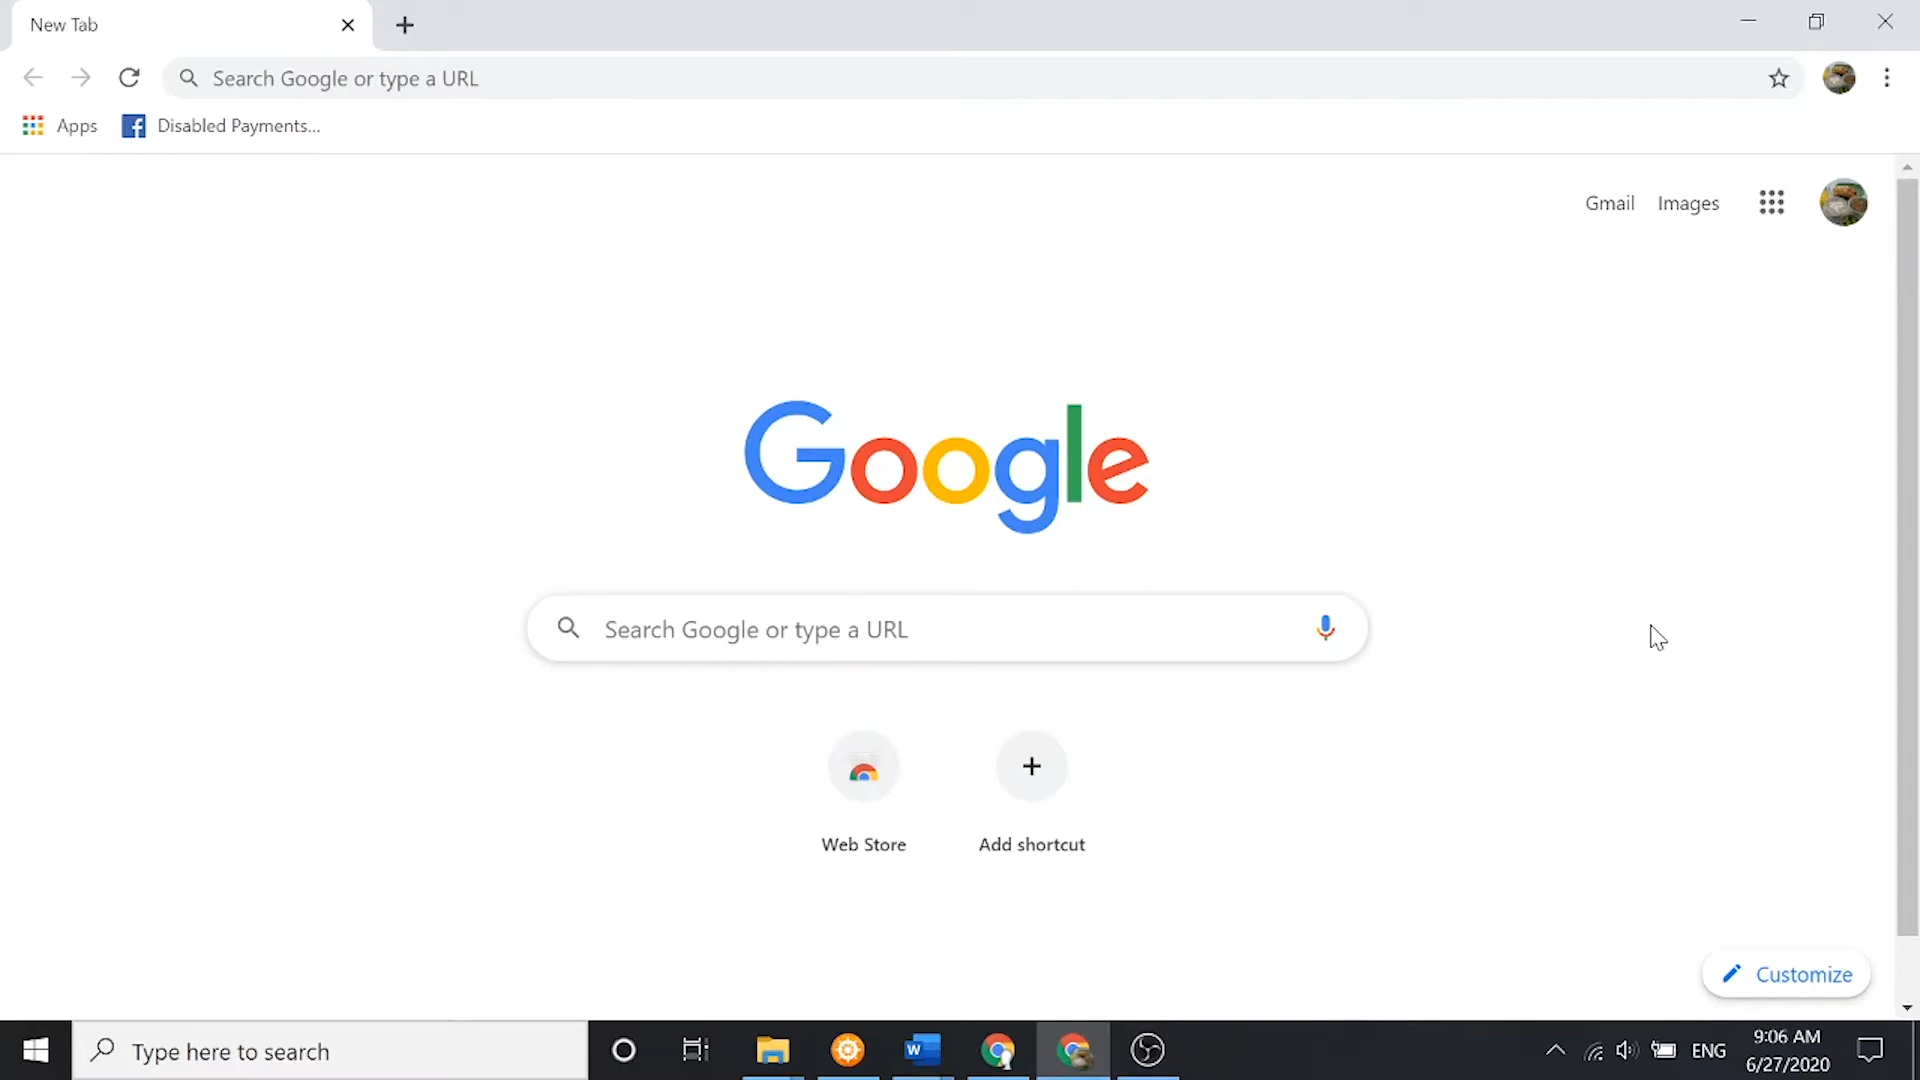 New Tab
Search Google or type a URL
Apps
Disabled Payments...
Gmail
Images
Google
Search Google or type a URL
Web Store
Add shortcut
Customize
Type here to search
W
ENG
9:06 AM
6/27/2020